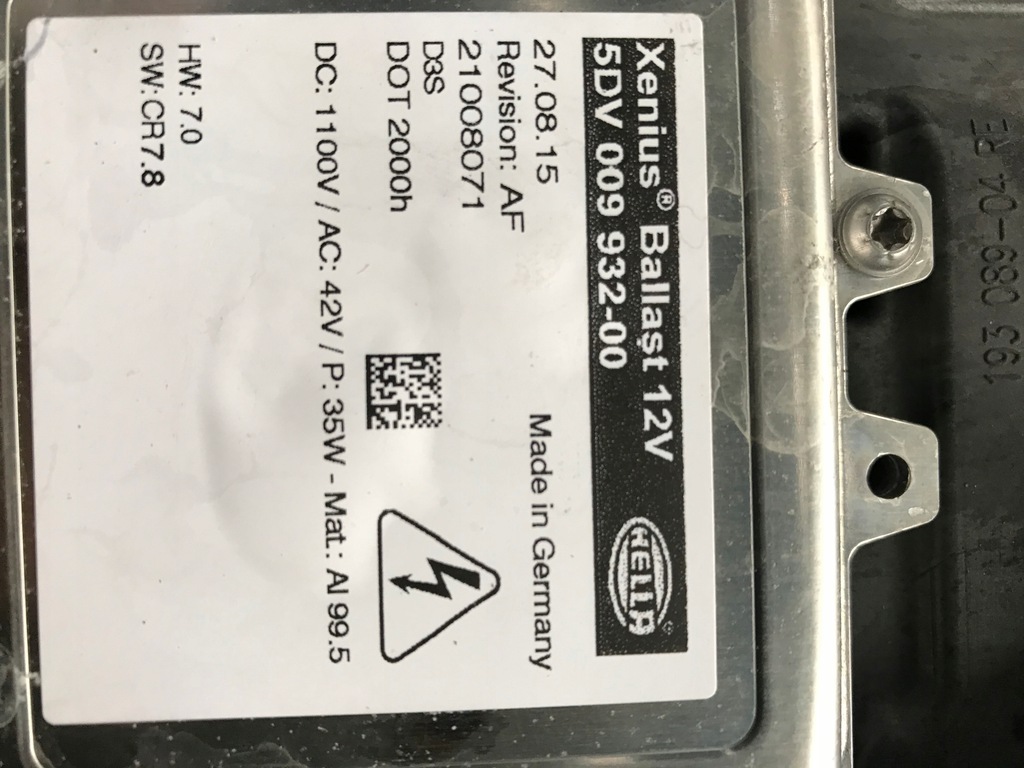 Xenius® Ballast 12V
5DV 009 932-00
HELLA®
27.08.15
Made in Germany
Revision: AF
21008071
D3S
DOT 2000h
DC: 1100V / AC: 42V / P: 35W - Mat.: Al 99.5
HW: 7.0
SW:CR7.8
193 089-04 RE